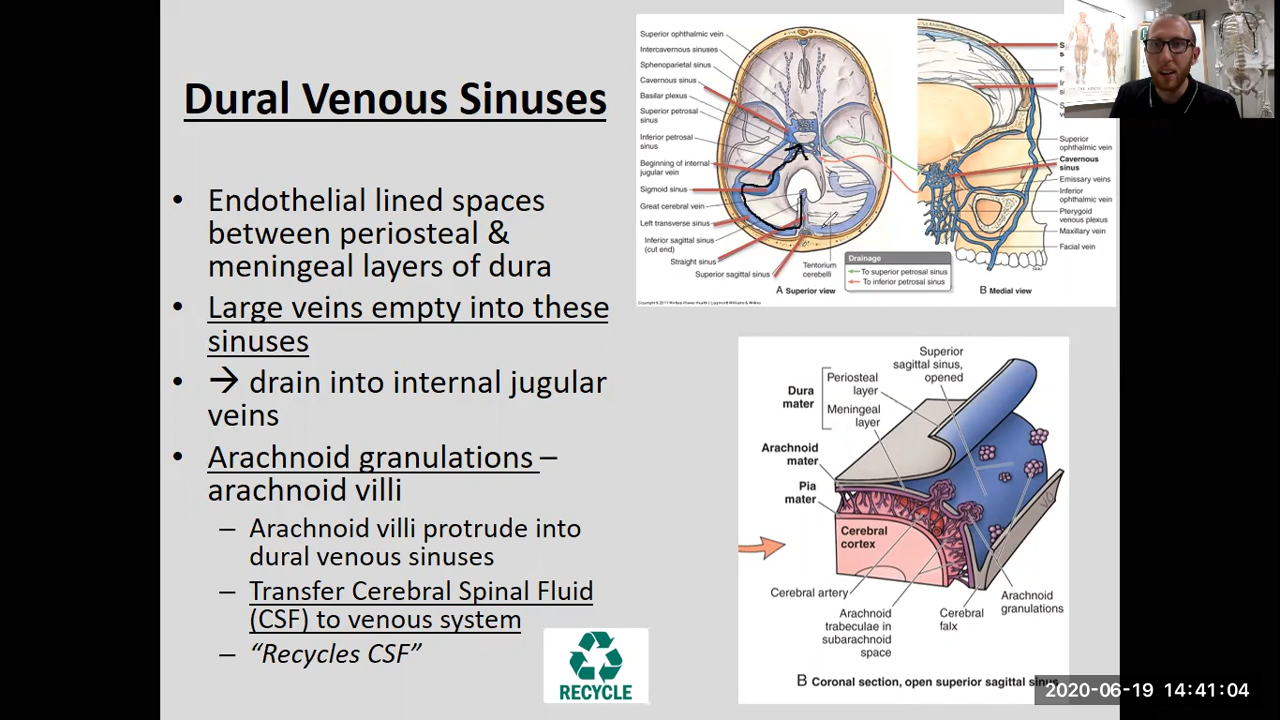 Dural Venous Sinuses
• Endothelial lined spaces
between periosteal &
meningeal layers of dura
• Large veins empty into these
sinuses
• → drain into internal jugular
veins
• Arachnoid granulations –
arachnoid villi
– Arachnoid villi protrude into
dural venous sinuses
– Transfer Cerebral Spinal Fluid
(CSF) to venous system
– “Recycles CSF”
RECYCLE
Superior ophthalmic vein
Intercavernous sinuses
Sphenoparietal sinus
Cavernous sinus
Basilar plexus
Superior petrosal
sinus
Inferior petrosal
sinus
Beginning of internal
jugular vein
Sigmoid sinus
Great cerebral vein
Left transverse sinus
Inferior sagittal sinus
(cut end)
Straight sinus
Superior sagittal sinus
Tentorium
cerebelli
A Superior view
Drainage
To superior petrosal sinus
To inferior petrosal sinus
Superior
ophthalmic vein
Cavernous
sinus
Emissary veins
Inferior
ophthalmic vein
Pterygoid
venous plexus
Maxillary vein
Facial vein
B Medial view
Superior
sagittal sinus,
opened
Dura
mater
Periosteal
layer
Meningeal
layer
Arachnoid
mater
Pia
mater
Cerebral
cortex
Cerebral artery
Arachnoid
trabeculae in
subarachnoid
space
Cerebral
falx
Arachnoid
granulations
B Coronal section, open superior sagittal sinus
2020-06-19 14:41:04